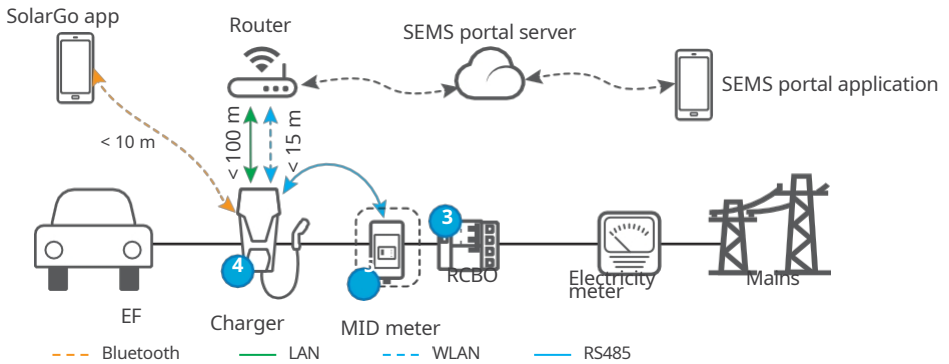 SolarGo app
Router
SEMS portal server
SEMS portal application
< 10 m
< 100 m
< 15 m
3
4
RCBO
Electricity
meter
Mains
EF
Charger
MID meter
Bluetooth
LAN
WLAN
RS485